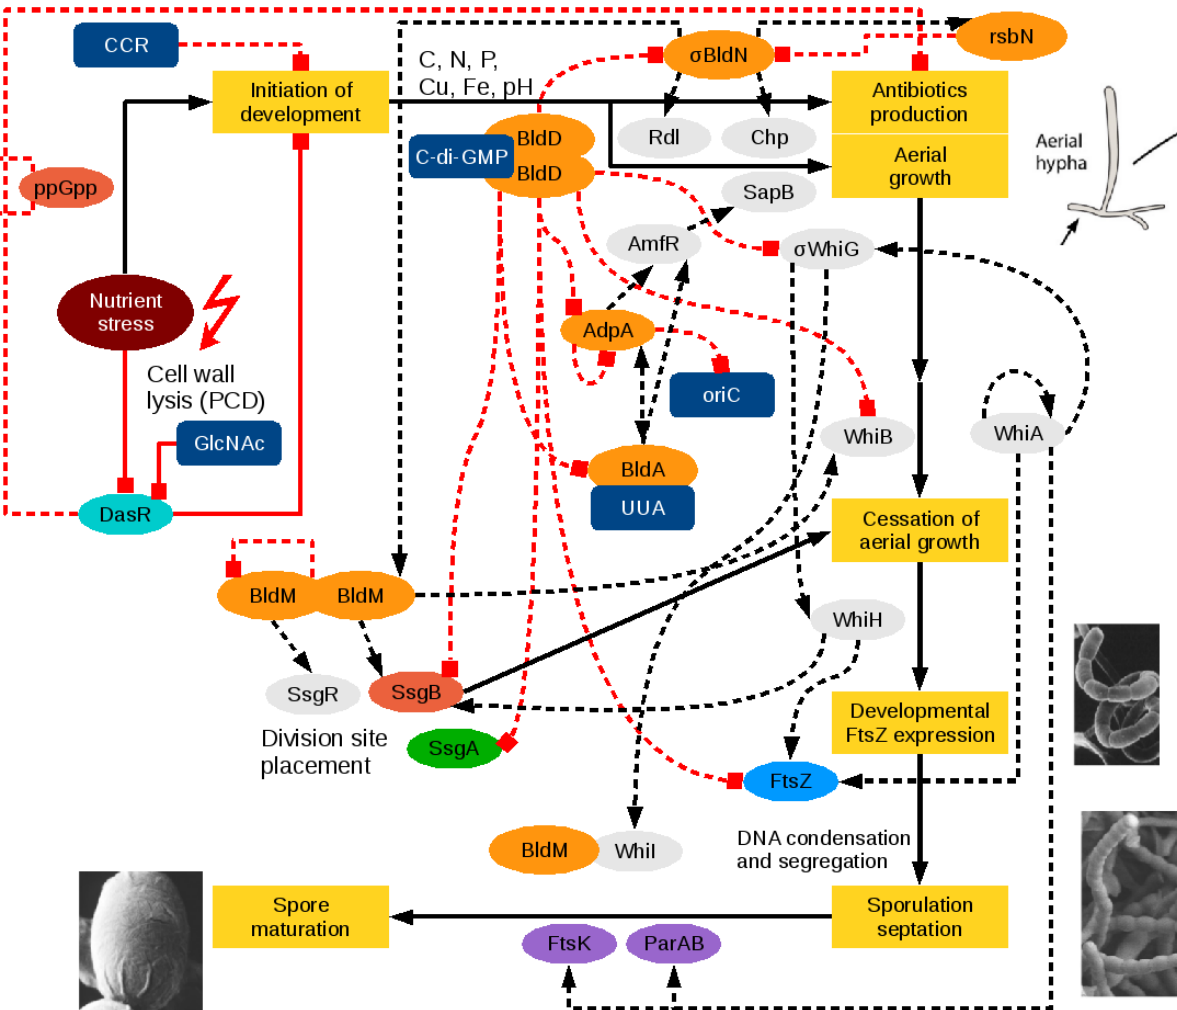 CCR
Initiation of
development
C, N, P,
Cu, Fe, pH
σBldN
rsbN
Antibiotics
production
Rdl
Chp
BldD
C-di-GMP
BldD
Aerial
growth
Aerial
hypha
ppGpp
SapB
AmfR
σWhiG
Nutrient
stress
AdpA
Cell wall
lysis (PCD)
oriC
GlcNAc
WhiB
WhiA
BldA
UUA
DasR
Cessation of
aerial growth
BldM
BldM
WhiH
SsgR
SsgB
Developmental
FtsZ expression
Division site
placement
SsgA
FtsZ
DNA condensation
and segregation
BldM
WhiI
Spore
maturation
Sporulation
septation
FtsK
ParAB